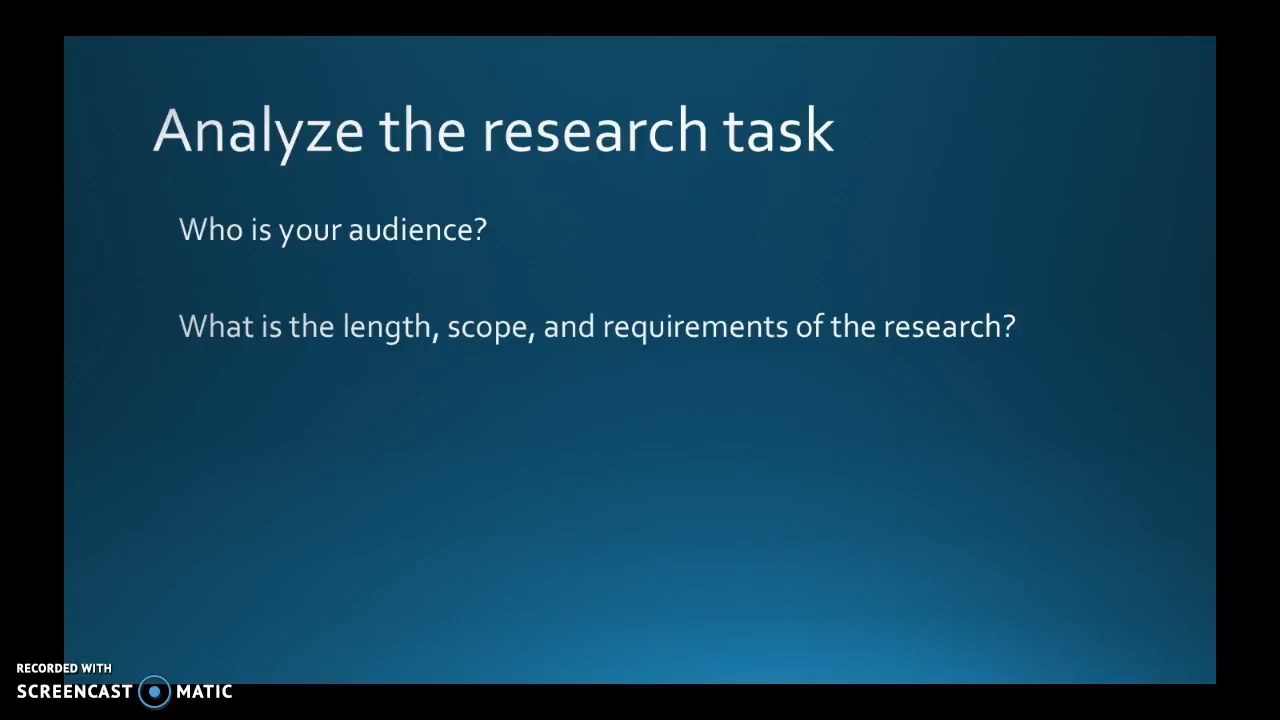 Analyze the research task
Who is your audience?
What is the length, scope, and requirements of the research?
RECORDED WITH
SCREENCAST MATIC